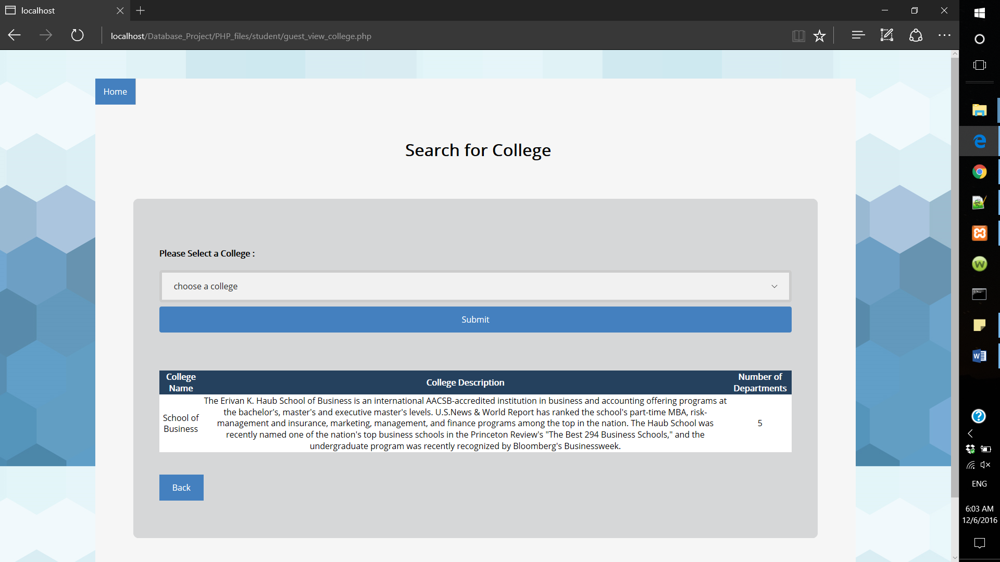 localhost
localhost/Database_Project/PHP_files/student/guest_view_college.php
Home
Search for College
Please Select a College :
choose a college
Submit
College Name
College Description
Number of Departments
School of Business
The Erivan K. Haub School of Business is an international AACSB-accredited institution in business and accounting offering programs at
the bachelor's, master's and executive master's levels. U.S.News & World Report has ranked the school's part-time MBA, risk-
management and insurance, marketing, management, and finance programs among the top in the nation. The Haub School was
recently named one of the nation's top business schools in the Princeton Review's "The Best 294 Business Schools," and the
undergraduate program was recently recognized by Bloomberg's Businessweek.
5
Back
ENG
6:03 AM
12/6/2016